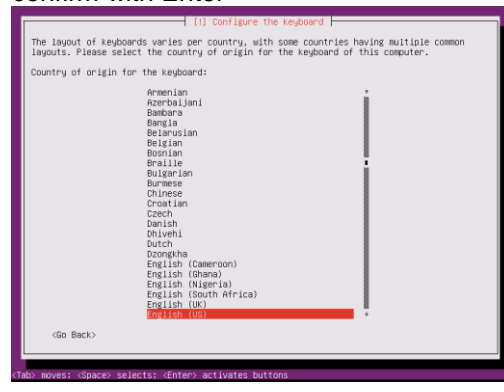 confirm with Enter
[!] Configure the keyboard
The layout of keyboards varies per country, with some countries having multiple common
layouts. Please select the country of origin for the keyboard of this computer.
Country of origin for the keyboard:
Armenian
Azerbaijani
Bambara
Bangla
Belarusian
Belgian
Bosnian
Braille
Bulgarian
Burmese
Chinese
Croatian
Czech
Danish
Dhivehi
Dutch
Dzongkha
English (Cameroon)
English (Ghana)
English (Nigeria)
English (South Africa)
English (UK)
English (US)
<Go Back>
<Tab> moves; <Space> selects; <Enter> activates buttons